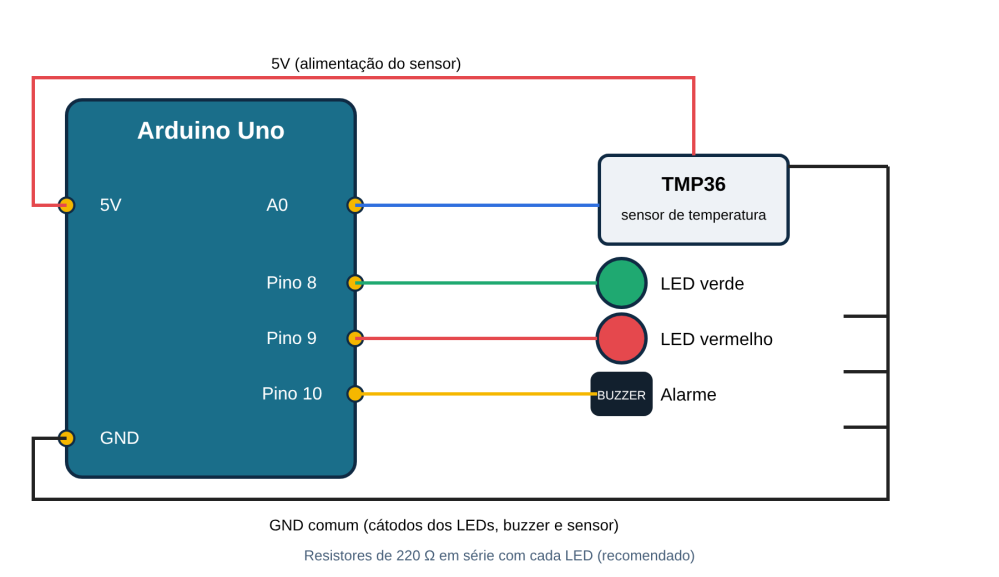 5V (alimentação do sensor)
Arduino Uno
TMP36
sensor de temperatura
5V
A0
Pino 8
LED verde
Pino 9
LED vermelho
Pino 10
BUZZER
Alarme
GND
GND comum (cátodos dos LEDs, buzzer e sensor)
Resistores de 220 Ω em série com cada LED (recomendado)